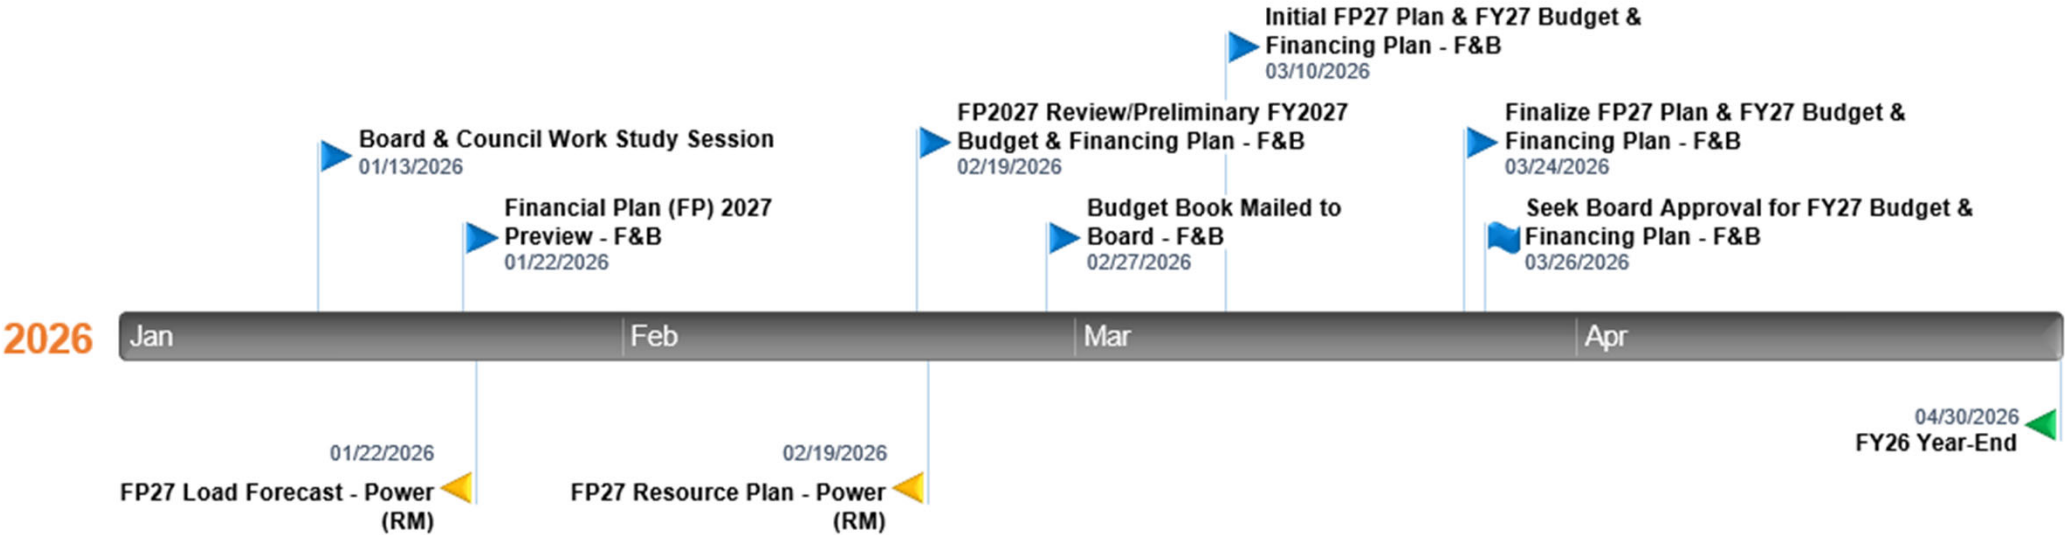 Initial FP27 Plan & FY27 Budget &
Financing Plan - F&B
03/10/2026
Board & Council Work Study Session
01/13/2026
FP2027 Review/Preliminary FY2027
Budget & Financing Plan - F&B
02/19/2026
Finalize FP27 Plan & FY27 Budget &
Financing Plan - F&B
03/24/2026
Financial Plan (FP) 2027
Preview - F&B
01/22/2026
Budget Book Mailed to
Board - F&B
02/27/2026
Seek Board Approval for FY27 Budget &
Financing Plan - F&B
03/26/2026
2026
Jan
Feb
Mar
Apr
01/22/2026
FP27 Load Forecast - Power
(RM)
02/19/2026
FP27 Resource Plan - Power
(RM)
04/30/2026
FY26 Year-End